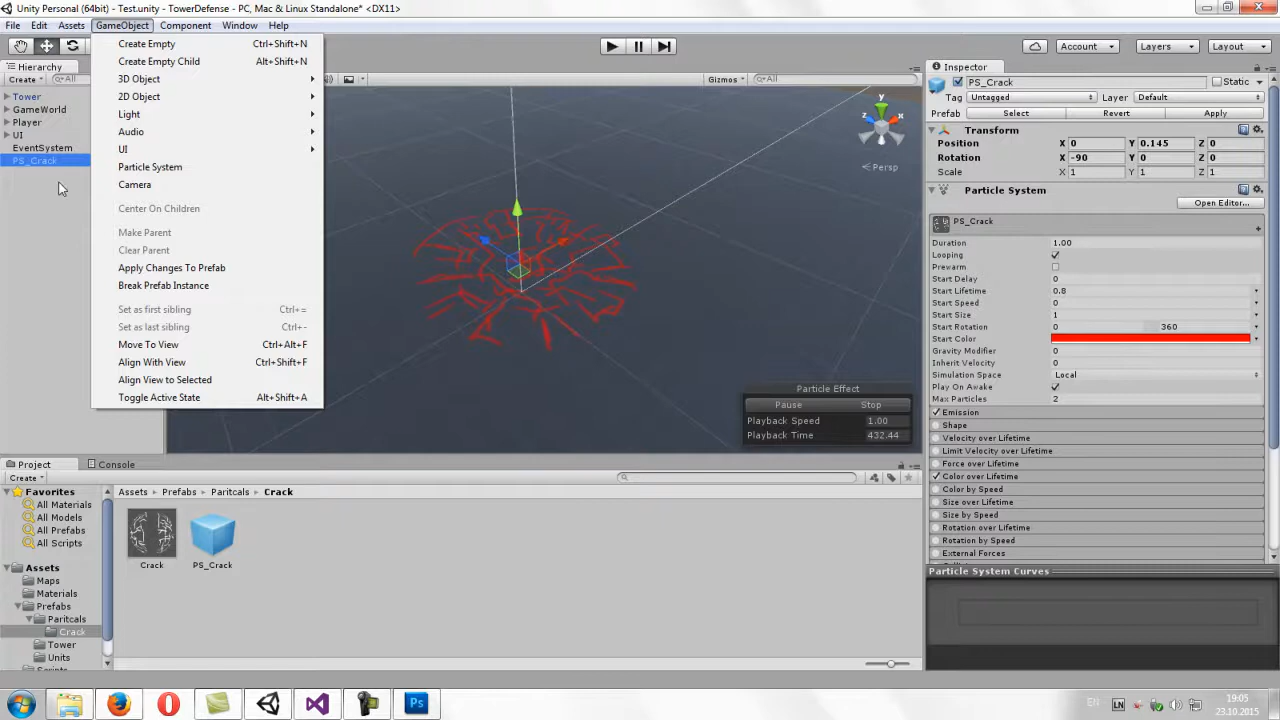 Unity Personal (64bit) - Test.unity - TowerDefense - PC, Mac & Linux Standalone* <DX11>
File Edit Assets GameObject Component Window Help
Account Layers Layout
Hierarchy
Create All
Tower
GameWorld
Player
UI
EventSystem
PS_Crack
Create Empty Ctrl+Shift+N
Create Empty Child Alt+Shift+N
3D Object
2D Object
Light
Audio
UI
Particle System
Camera
Center On Children
Make Parent
Clear Parent
Apply Changes To Prefab
Break Prefab Instance
Set as first sibling Ctrl+=
Set as last sibling Ctrl+-
Move To View Ctrl+Alt+F
Align With View Ctrl+Shift+F
Align View to Selected
Toggle Active State Alt+Shift+A
Gizmos All
y
z x
Persp
Particle Effect
Pause Stop
Playback Speed 1.00
Playback Time 432.44
Inspector
PS_Crack Static
Tag Untagged Layer Default
Prefab Select Revert Apply
Transform
Position X 0 Y 0.145 Z 0
Rotation X -90 Y 0 Z 0
Scale X 1 Y 1 Z 1
Particle System
Open Editor...
PS_Crack
Duration 1.00
Looping
Prewarm
Start Delay 0
Start Lifetime 0.8
Start Speed 0
Start Size 1
Start Rotation 0 360
Start Color
Gravity Modifier 0
Inherit Velocity 0
Simulation Space Local
Play On Awake
Max Particles 2
Emission
Shape
Velocity over Lifetime
Limit Velocity over Lifetime
Force over Lifetime
Color over Lifetime
Color by Speed
Size over Lifetime
Size by Speed
Rotation over Lifetime
Rotation by Speed
External Forces
Particle System Curves
Project Console
Create
Favorites
All Materials
All Models
All Prefabs
All Scripts
Assets
Maps
Materials
Prefabs
Paritcals
Crack
Tower
Units
Assets Prefabs Paritcals Crack
Crack PS_Crack
Ps
EN LN
19:05
23.10.2015